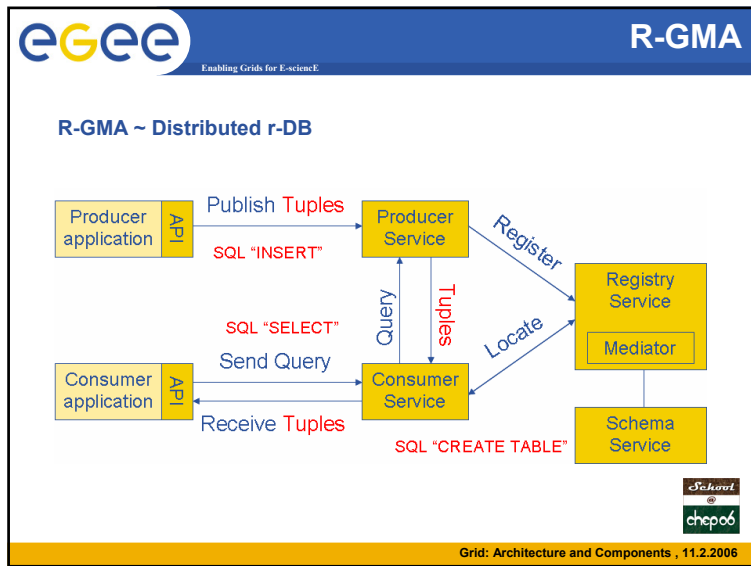 egee
R-GMA
Enabling Grids for E-sciencE
R-GMA ~ Distributed r-DB
Producer
application
API
Publish Tuples
SQL "INSERT"
Producer
Service
Register
Registry
Service
Mediator
Query
Tuples
Locate
SQL "SELECT"
Send Query
Consumer
application
API
Receive Tuples
Consumer
Service
SQL "CREATE TABLE"
Schema
Service
School
@
chep06
Grid: Architecture and Components , 11.2.2006